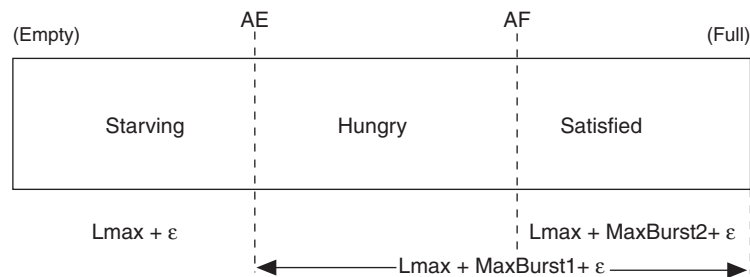 AE AF
(Empty) (Full)
Starving Hungry Satisfied
Lmax + ε Lmax + MaxBurst2+ ε
Lmax + MaxBurst1+ ε